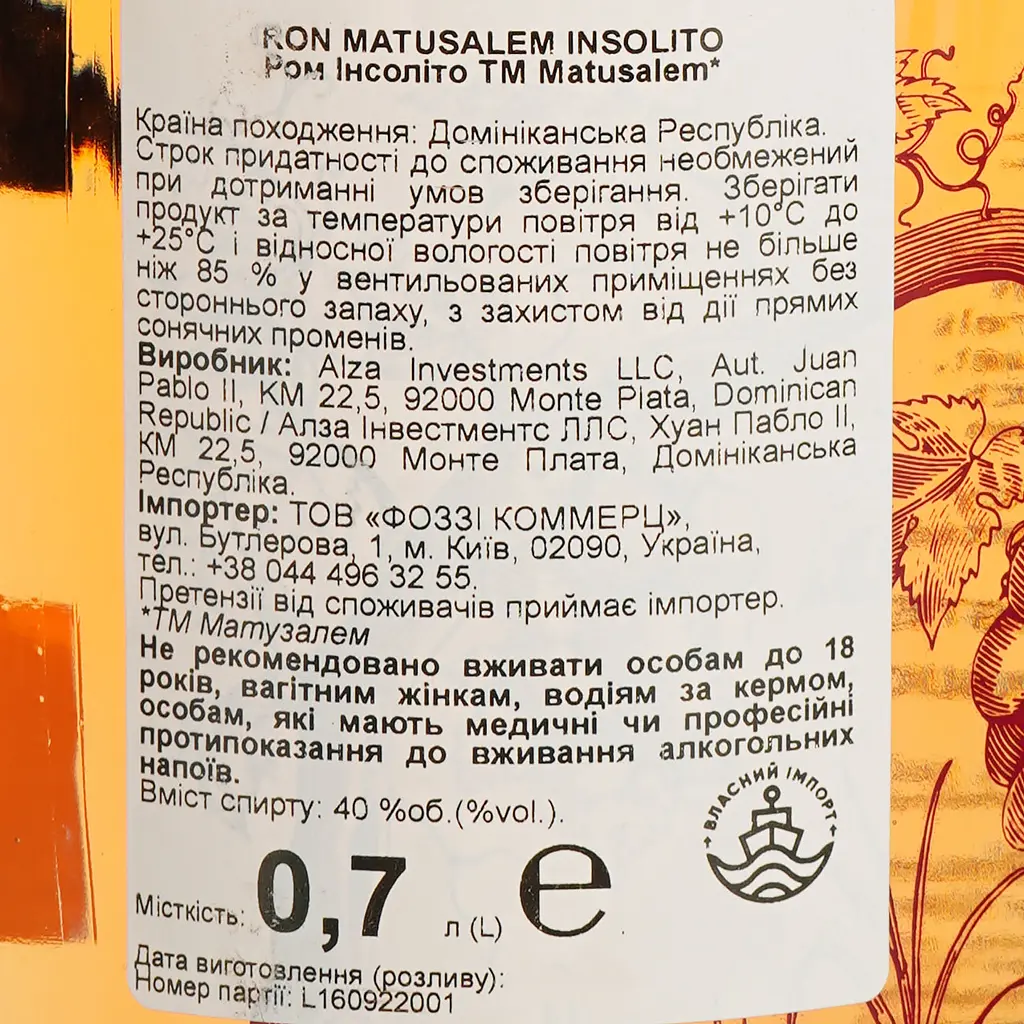 RON MATUSALEM INSOLITO
Ром Інсоліто ТМ Matusalem*
Країна походження: Домініканська Республіка.
Строк придатності до споживання необмежений
при дотриманні умов зберігання. Зберігати
продукт за температури повітря від +10°С до
+25°С і відносної вологості повітря не більше
ніж 85 % у вентильованих приміщеннях без
стороннього запаху, з захистом від дії прямих
сонячних променів.
Виробник: Alza Investments LLC, Aut. Juan
Pablo II, KM 22,5, 92000 Monte Plata, Dominican
Republic / Алза Інвестментс ЛЛС, Хуан Пабло II,
КМ 22,5, 92000 Монте Плата, Домініканська
Республіка.
Імпортер: ТОВ «ФОЗЗІ КОММЕРЦ»,
вул. Бутлерова, 1, м. Київ, 02090, Україна,
тел.: +38 044 496 32 55.
Претензії від споживачів приймає імпортер.
*ТМ Матузалем
Не рекомендовано вживати особам до 18
років, вагітним жінкам, водіям за кермом,
особам, які мають медичні чи професійні
протипоказання до вживання алкогольних
напоїв.
Вміст спирту: 40 %об.(%vol.).
ВЛАСНИЙ ІМПОРТ
Місткість: 0,7 л (L) e
Дата виготовлення (розливу):
Номер партії: L160922001